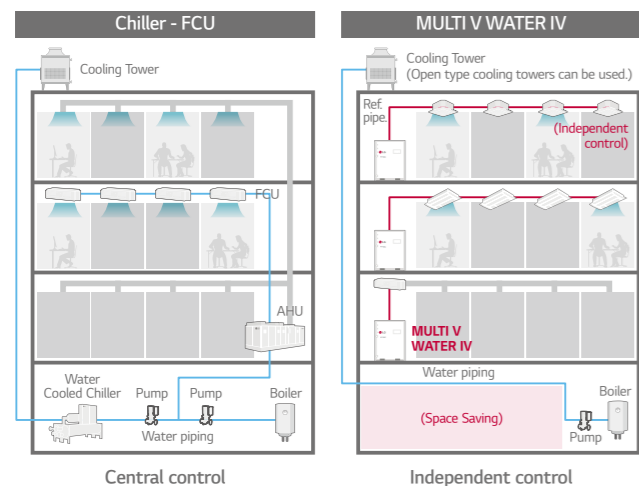 Chiller - FCU
Cooling Tower
FCU
AHU
Water
Cooled Chiller
Pump
Pump
Boiler
Water piping
Central control
MULTI V WATER IV
Cooling Tower
(Open type cooling towers can be used.)
Ref.
pipe.
(Independent
control)
MULTI V
WATER IV
Water piping
Boiler
(Space Saving)
Pump
Independent control